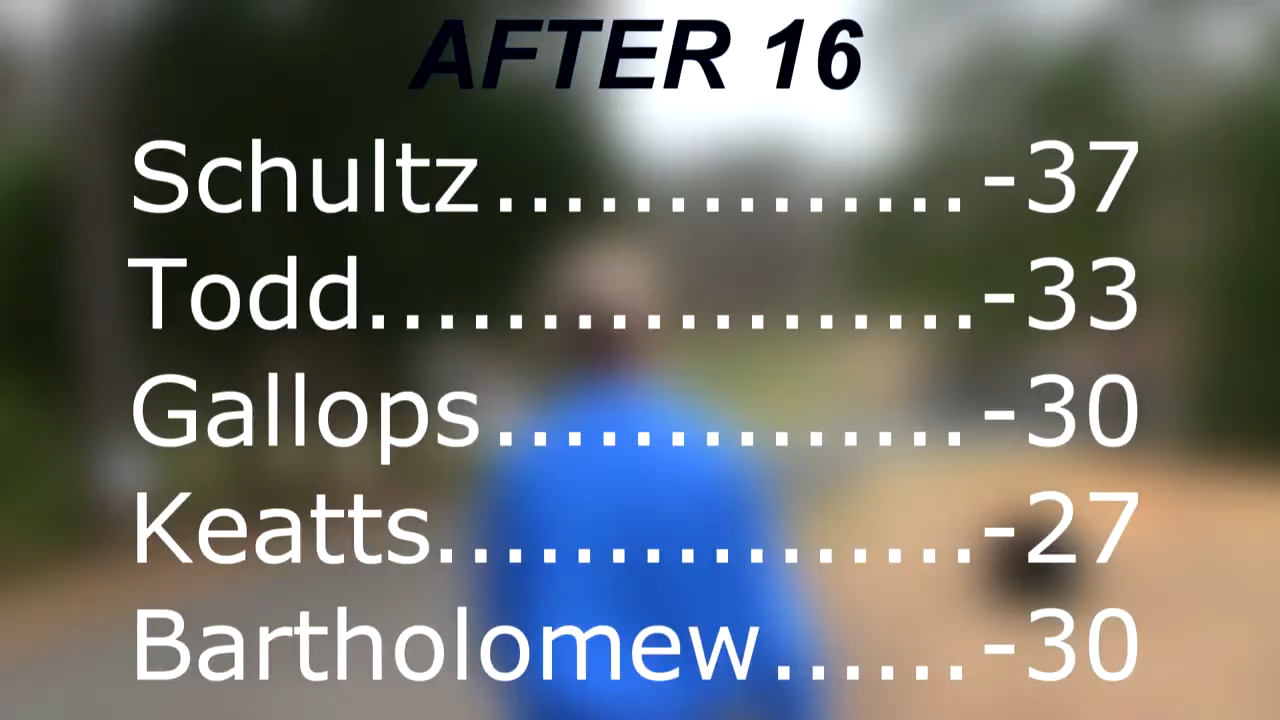 AFTER 16
Schultz..............-37
Todd..................-33
Gallops..............-30
Keatts................-27
Bartholomew......-30